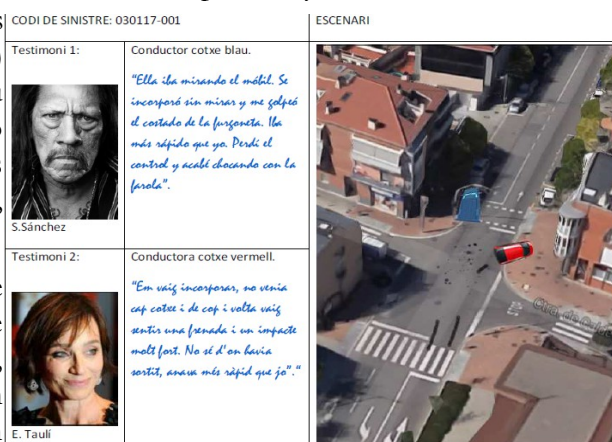 CODI DE SINISTRE: 030117-001
ESCENARI
Testimoni 1:
Conductor cotxe blau.
"Ella iba mirando el móbil. Se
incorporó sin mirar y me golpeó
el costado de la furgoneta. Iba
más rápido que yo. Perdí el
control y acabé chocando con la
farola".
S.Sánchez
Testimoni 2:
Conductora cotxe vermell.
"Em vaig incorporar, no venia
cap cotxe i de cop i volta vaig
sentir una frenada i un impacte
molt fort. No sé d'on havia
sortit, anava més ràpid que jo"."
E. Taulí